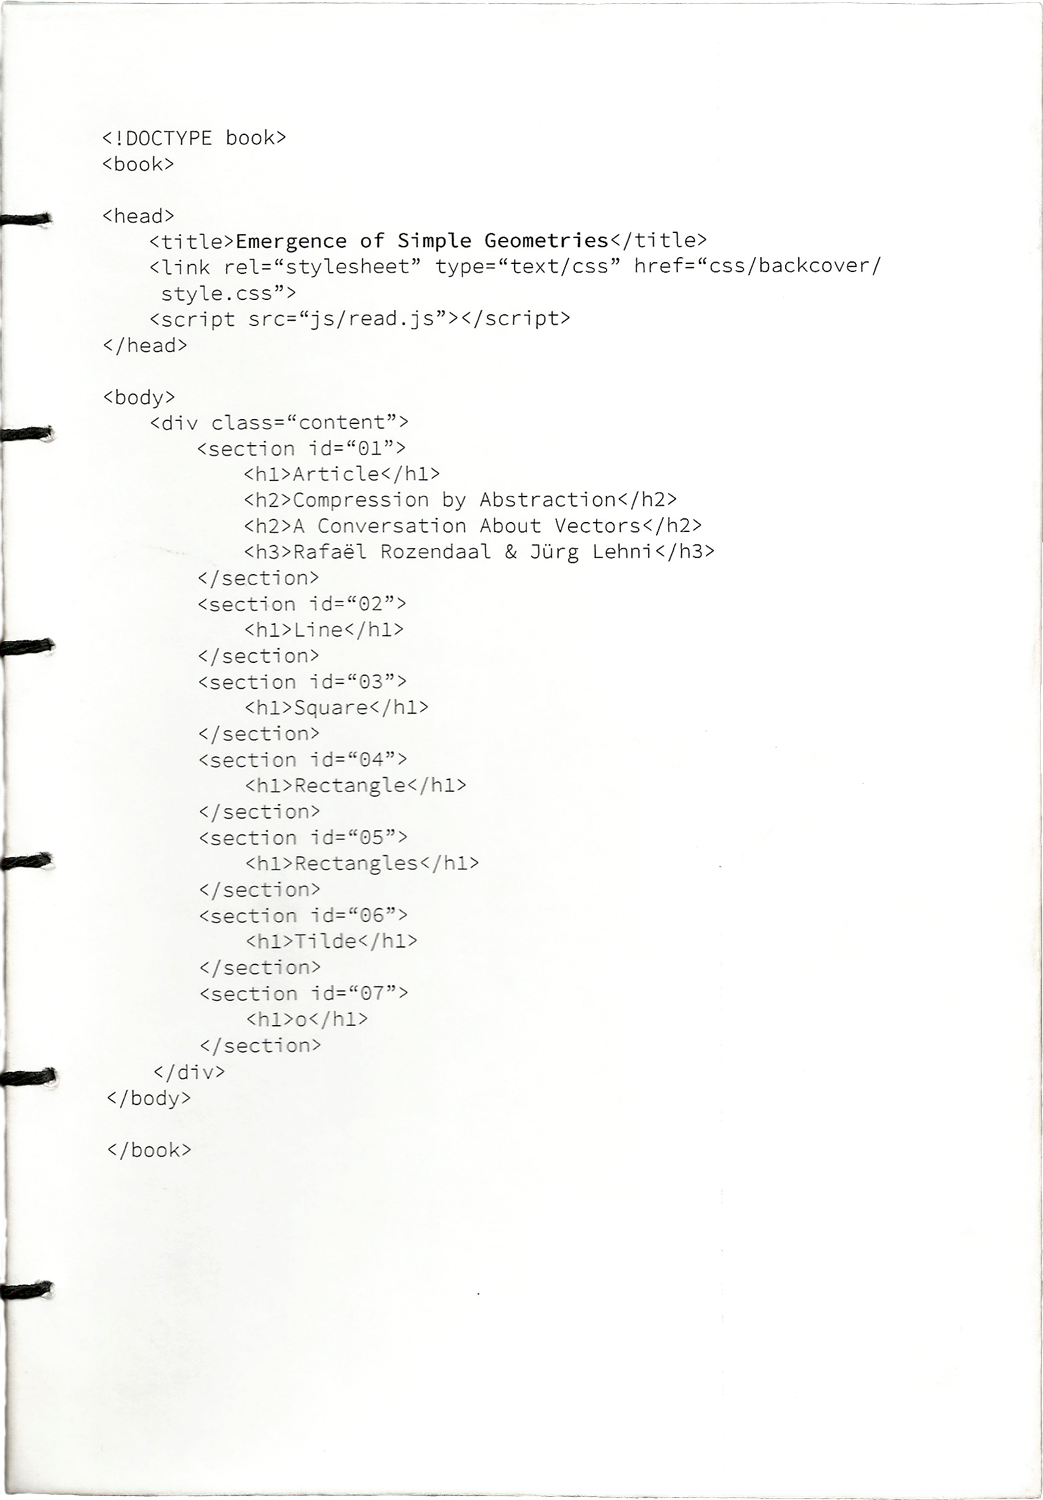 <!DOCTYPE book>
<book>
<head>
<title>Emergence of Simple Geometries</title>
<link rel=“stylesheet” type=“text/css” href=“css/backcover/
style.css”>
<script src=“js/read.js”></script>
</head>
<body>
<div class=“content”>
<section id=“01”>
<h1>Article</h1>
<h2>Compression by Abstraction</h2>
<h2>A Conversation About Vectors</h2>
<h3>Rafaël Rozendaal & Jürg Lehni</h3>
</section>
<section id=“02”>
<h1>Line</h1>
</section>
<section id=“03”>
<h1>Square</h1>
</section>
<section id=“04”>
<h1>Rectangle</h1>
</section>
<section id=“05”>
<h1>Rectangles</h1>
</section>
<section id=“06”>
<h1>Tilde</h1>
</section>
<section id=“07”>
<h1>o</h1>
</section>
</div>
</body>
</book>